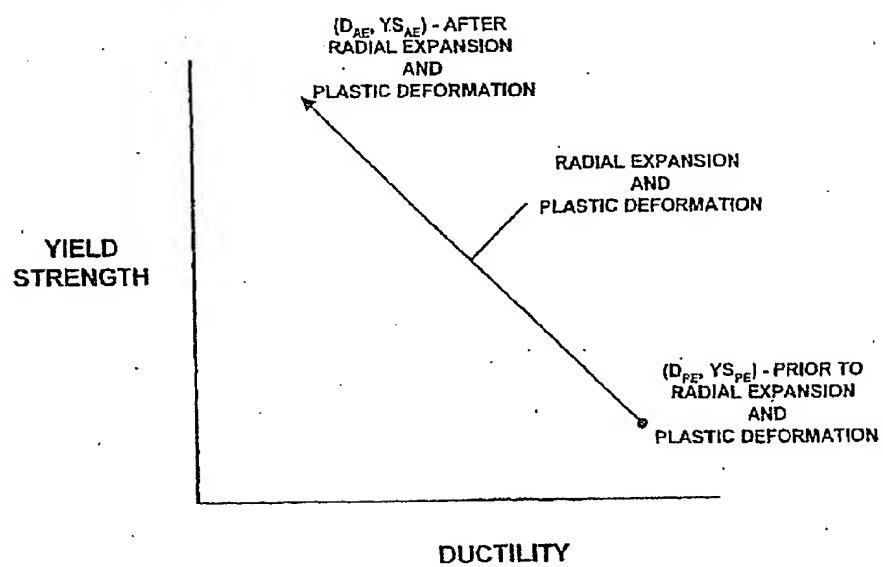 (D_AE, YS_AE) - AFTER
RADIAL EXPANSION
AND
PLASTIC DEFORMATION
RADIAL EXPANSION
AND
PLASTIC DEFORMATION
YIELD
STRENGTH
(D_PE, YS_PE) - PRIOR TO
RADIAL EXPANSION
AND
PLASTIC DEFORMATION
DUCTILITY